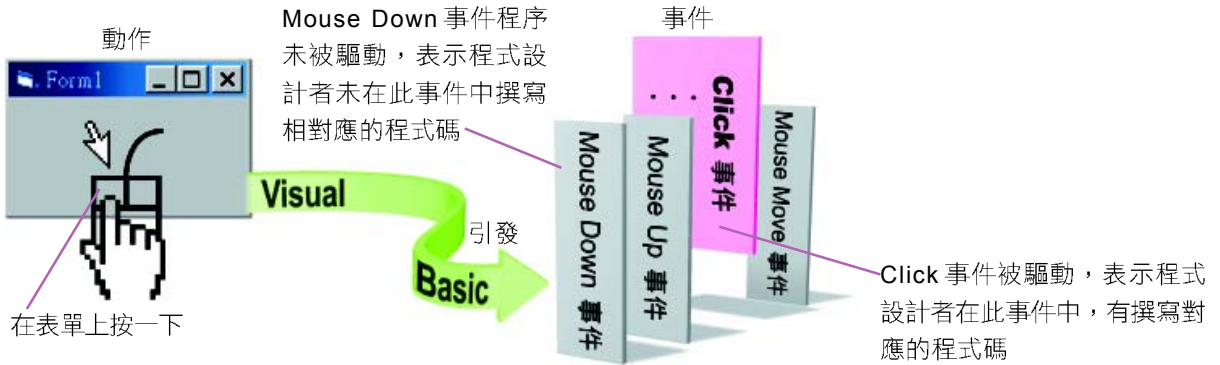 動作
Form1
在表單上按一下
Mouse Down 事件程序
未被驅動，表示程式設
計者未在此事件中撰寫
相對應的程式碼
Visual
Basic
引發
事件
Mouse Down 事件
Mouse Up 事件
Click 事件
...
Mouse Move 事件
Click 事件被驅動，表示程式
設計者在此事件中，有撰寫對
應的程式碼